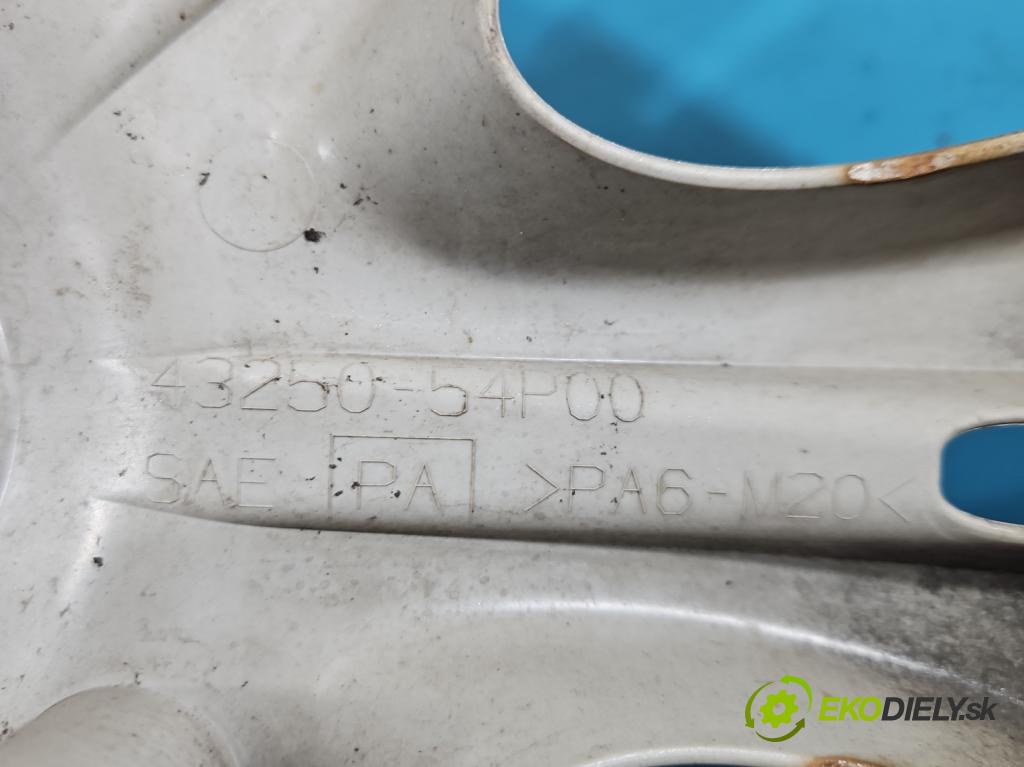 43250-54P00
SAE PA >PA6-M20<
EKODIELY.sk